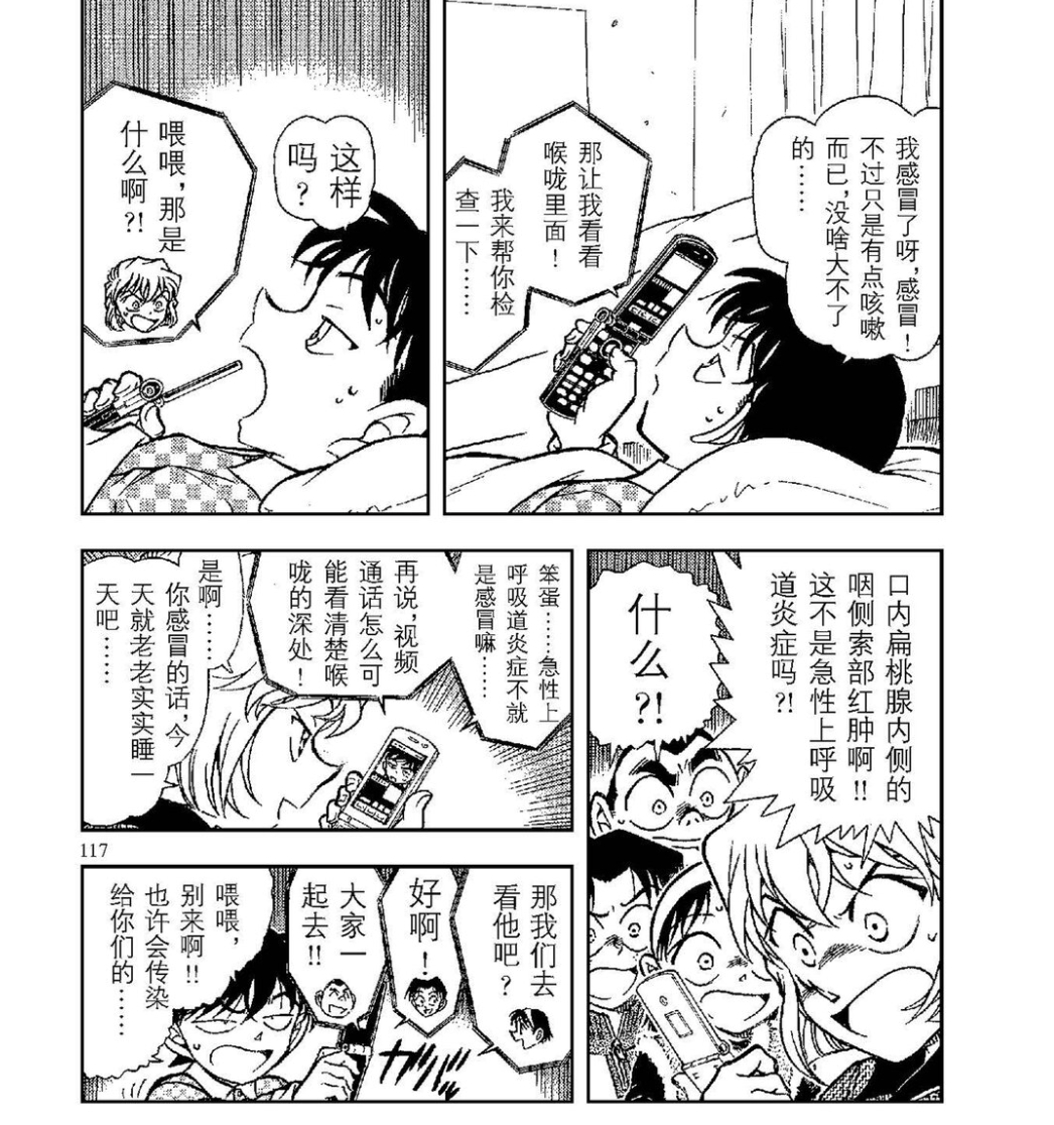 我感冒了呀，感冒！
不过只是有点咳嗽
而已，没啥大不了
的……
那让我看看
喉咙里面！
我来帮你检
查一下……
这样
吗？
喂喂，那是
什么啊?!
口内扁桃腺内侧的
咽侧索部红肿啊!!
这不是急性上呼吸
道炎症吗?!
什么?!
笨蛋……急性上
呼吸道炎症不就
是感冒嘛……
再说，视频
通话怎么可
能看清楚喉
咙的深处！
是啊……
你感冒的话，今
天就老老实实睡一
天吧……
117
那我们去
看他吧？
好啊！
大家一
起去!!
喂喂，
别来啊!!
也许会传染
给你们的……